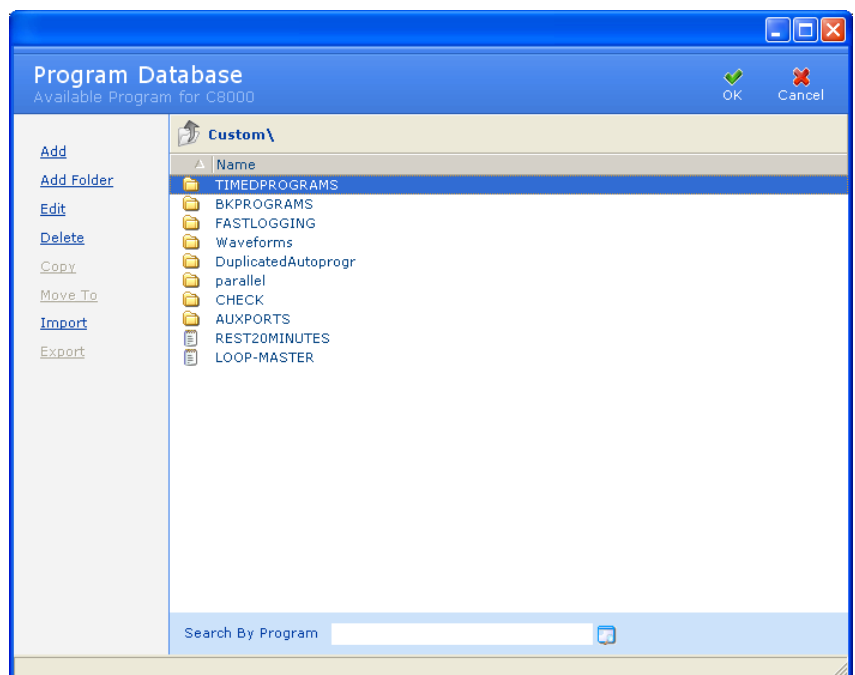 Program Database
Available Program for C8000
OK
Cancel
Add
Add Folder
Edit
Delete
Copy
Move To
Import
Export
Custom\
Name
TIMEDPROGRAMS
BKPROGRAMS
FASTLOGGING
Waveforms
DuplicatedAutoprogr
parallel
CHECK
AUXPORTS
REST20MINUTES
LOOP-MASTER
Search By Program